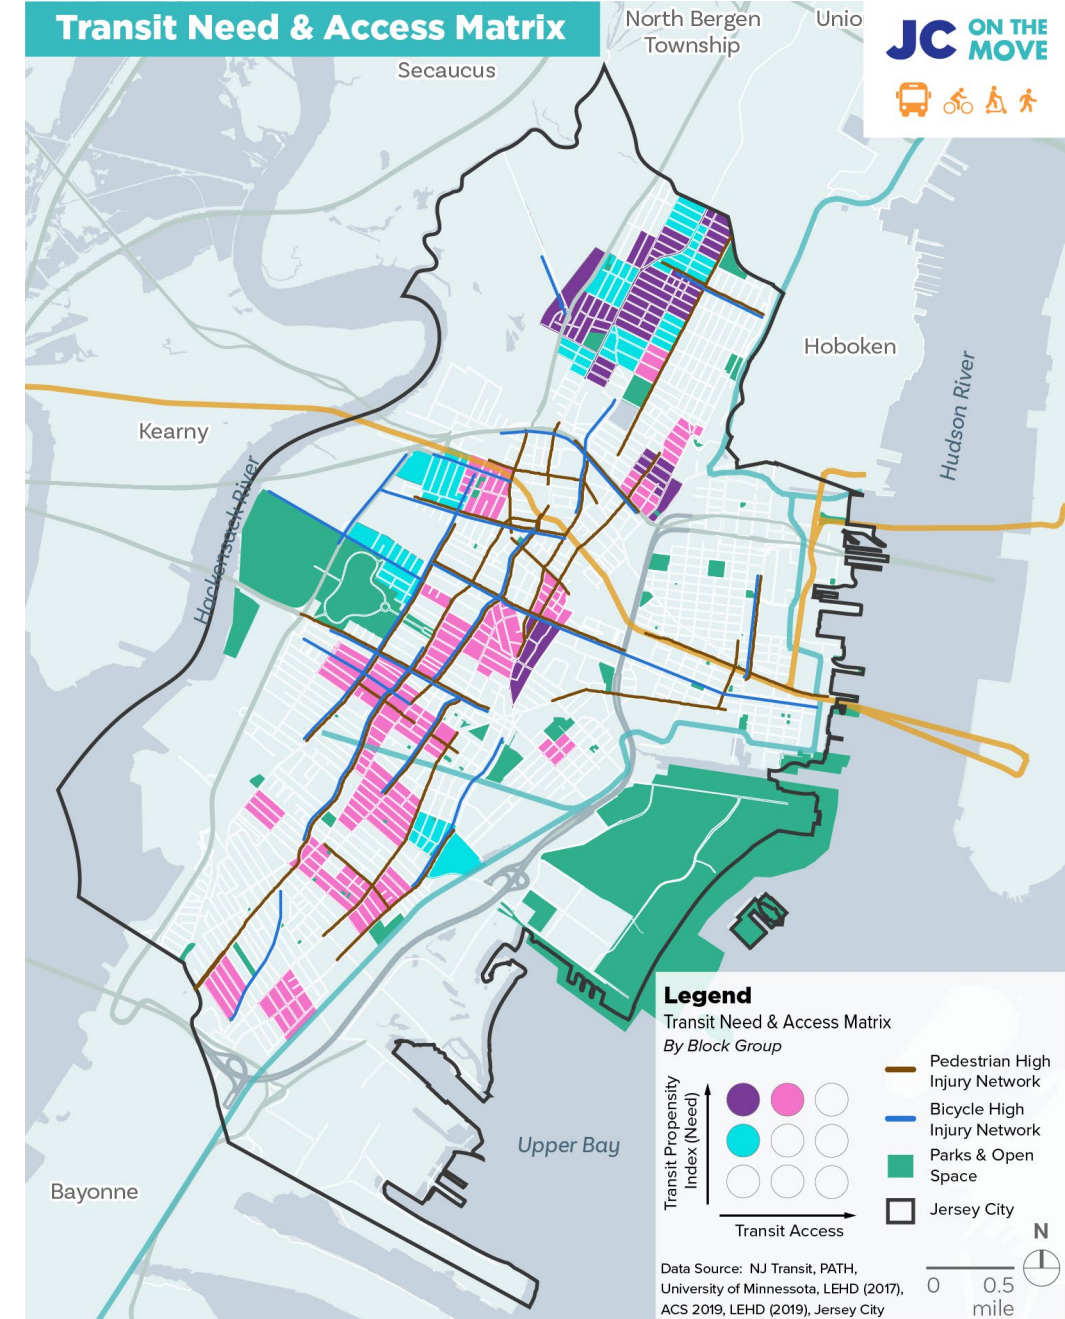 Transit Need & Access Matrix
North Bergen
Township
Unio
JC ON THE
MOVE
Secaucus
Hoboken
Hudson River
Kearny
Hackensack River
Upper Bay
Bayonne
Legend
Transit Need & Access Matrix
By Block Group
Transit Propensity
Index (Need)
Transit Access
Pedestrian High
Injury Network
Bicycle High
Injury Network
Parks & Open
Space
Jersey City
Data Source:  NJ Transit, PATH,
University of Minnesota, LEHD (2017),
ACS 2019, LEHD (2019), Jersey City
N
0 0.5
mile